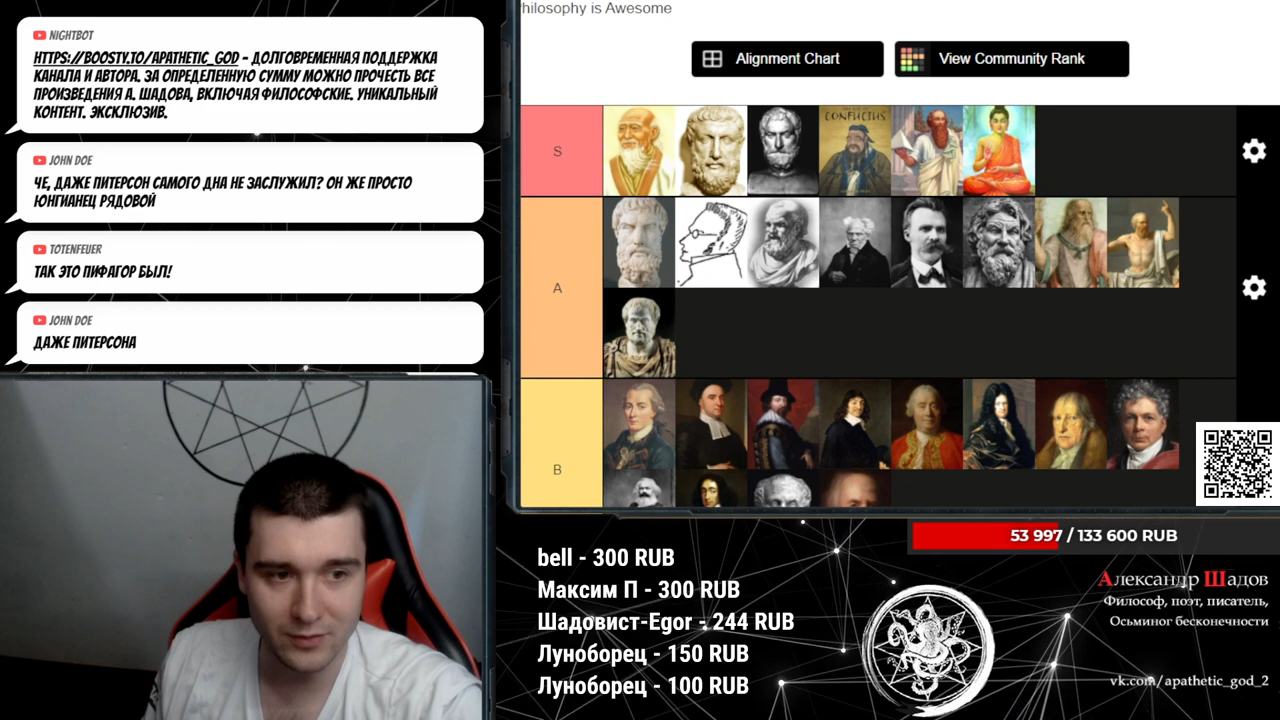 NIGHTBOT
HTTPS://BOOSTY.TO/APATHETIC_GOD - ДОЛГОВРЕМЕННАЯ ПОДДЕРЖКА
КАНАЛА И АВТОРА. ЗА ОПРЕДЕЛЕННУЮ СУММУ МОЖНО ПРОЧЕСТЬ ВСЕ
ПРОИЗВЕДЕНИЯ А. ШАДОВА, ВКЛЮЧАЯ ФИЛОСОФСКИЕ. УНИКАЛЬНЫЙ
КОНТЕНТ. ЭКСКЛЮЗИВ.
JOHN DOE
ЧЕ, ДАЖЕ ПИТЕРСОН САМОГО ДНА НЕ ЗАСЛУЖИЛ? ОН ЖЕ ПРОСТО
ЮНГИАНЕЦ РЯДОВОЙ
TOTENFEUER
ТАК ЭТО ПИФАГОР БЫЛ!
JOHN DOE
ДАЖЕ ПИТЕРСОНА
hilosophy is Awesome
Alignment Chart
View Community Rank
S
CONFUCIUS
A
B
53 997 / 133 600 RUB
bell - 300 RUB
Максим П - 300 RUB
Шадовист-Egor - 244 RUB
Луноборец - 150 RUB
Луноборец - 100 RUB
Александр Шадов
Философ, поэт, писатель,
Осьминог бесконечности
vk.com/apathetic_god_2